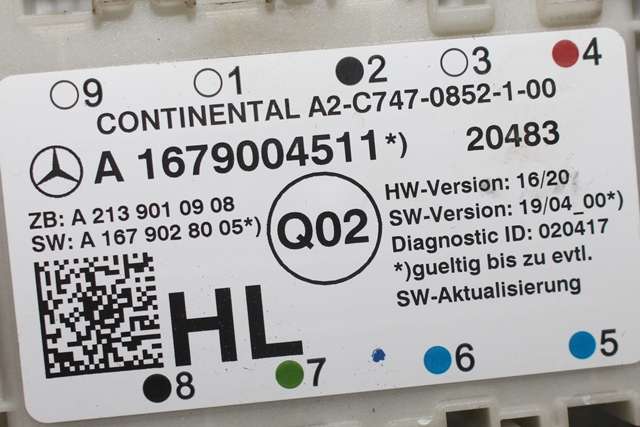 9 1 2 3 4
CONTINENTAL A2-C747-0852-1-00
A 1679004511*) 20483
ZB: A 213 901 09 08
SW: A 167 902 80 05*)
Q02
HW-Version: 16/20
SW-Version: 19/04_00*)
Diagnostic ID: 020417
*)gueltig bis zu evtl.
SW-Aktualisierung
HL
8 7 6 5